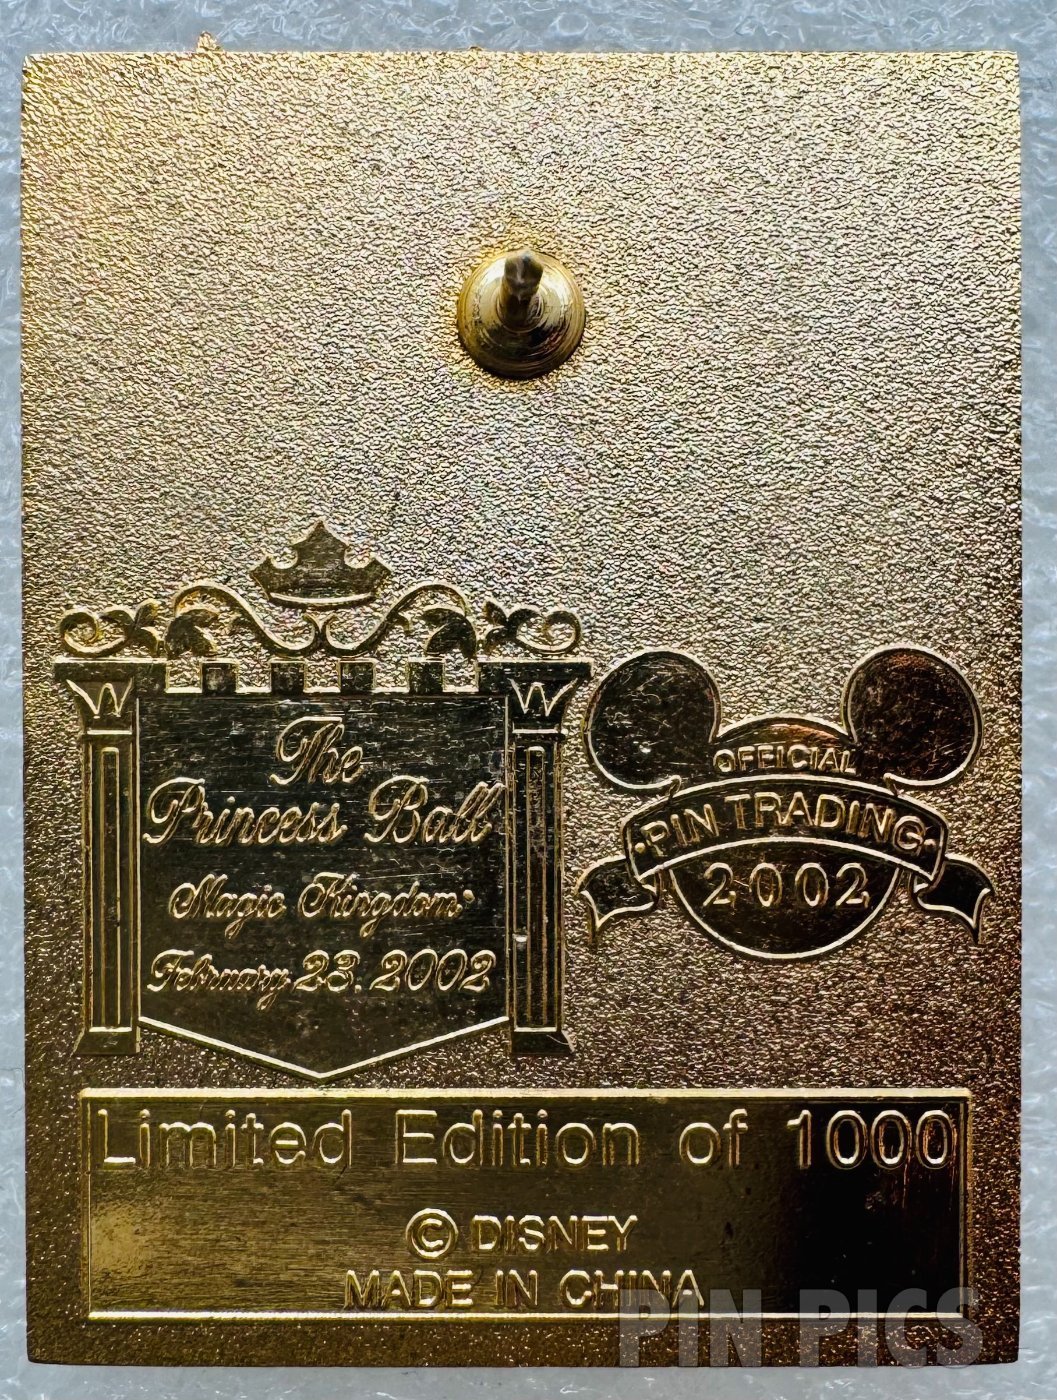 The
Princess Ball
Magic Kingdom®
February 23, 2002
OFFICIAL
·PIN TRADING·
2002
Limited Edition of 1000
© DISNEY
MADE IN CHINA
PIN PICS